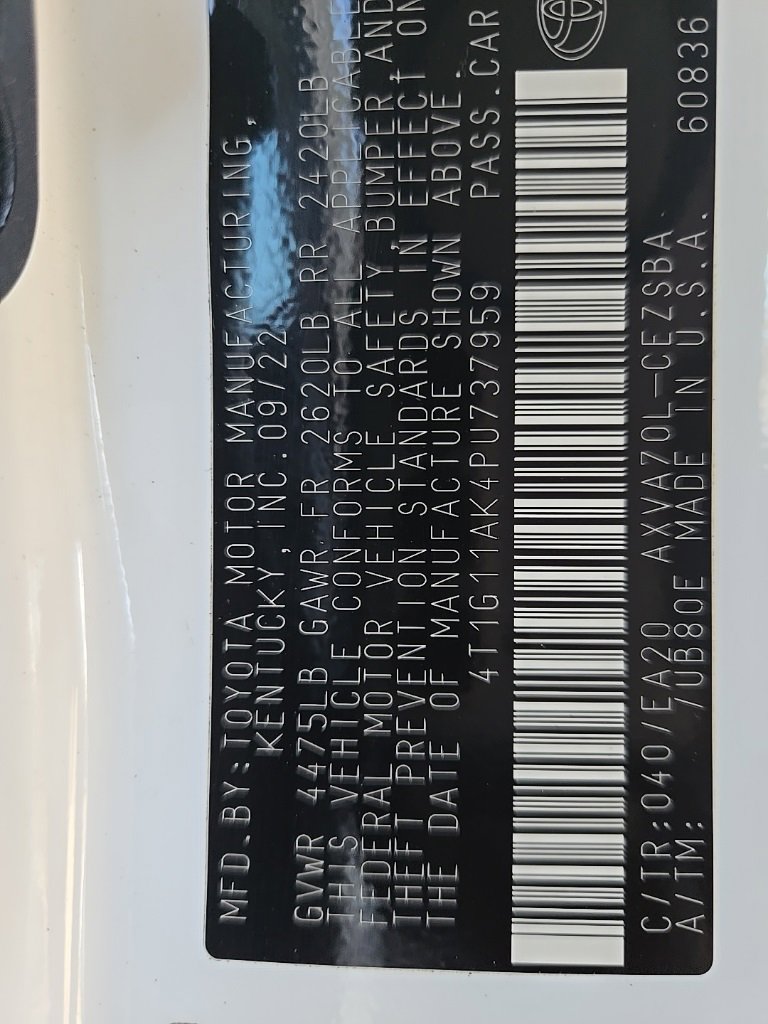 MFD.BY:TOYOTA MOTOR MANUFACTURING,
KENTUCKY,INC.09/22
GVWR 4475LB GAWR FR 2620LB RR 2420LB
THIS VEHICLE CONFORMS TO ALL APPLICABLE
FEDERAL MOTOR VEHICLE SAFETY,BUMPER,AND
THEFT PREVENTION STANDARDS IN EFFECT ON
THE DATE OF MANUFACTURE SHOWN ABOVE.
4T1G11AK4PU737959 PASS.CAR
C/TR:040/EA20 AXVA70L-CEZSBA
A/TM: /UB80E MADE IN U.S.A. 60836